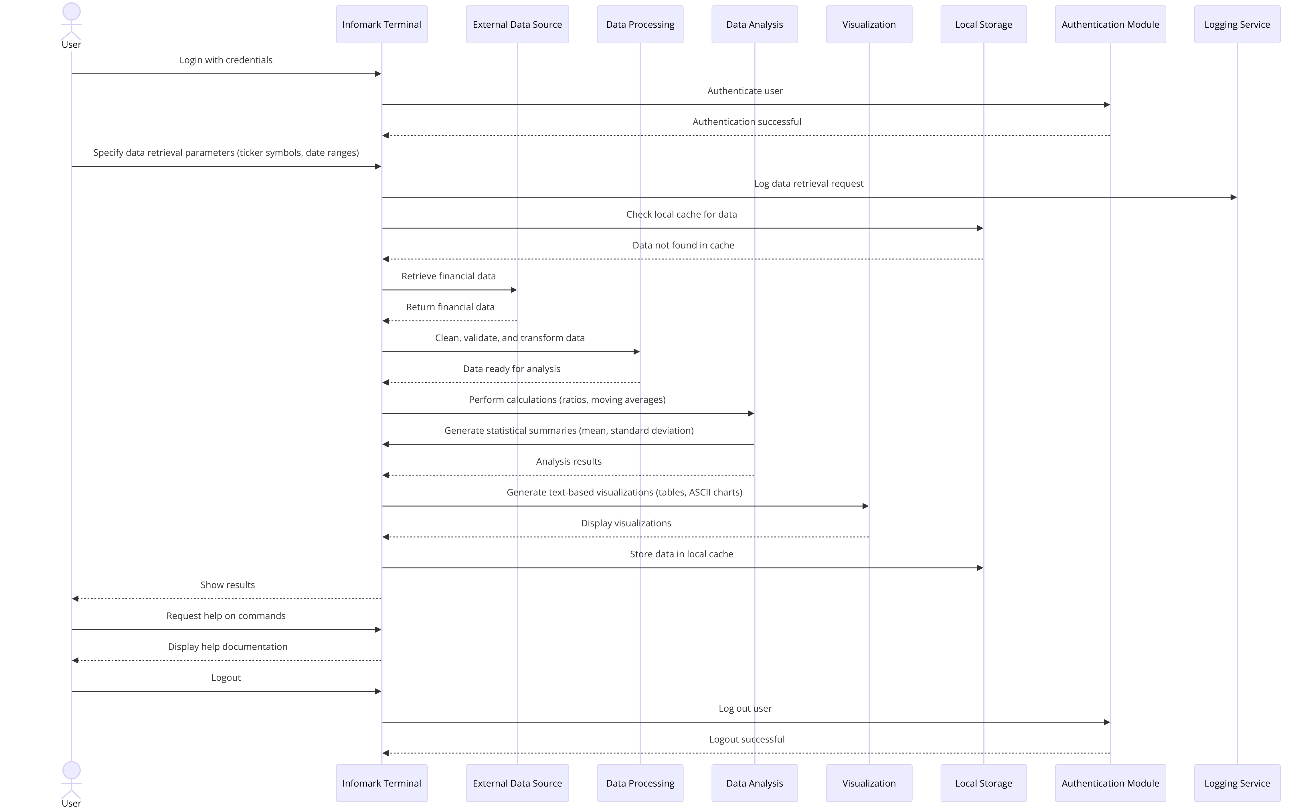 User
Infomark Terminal
External Data Source
Data Processing
Data Analysis
Visualization
Local Storage
Authentication Module
Logging Service
Login with credentials
Authenticate user
Authentication successful
Specify data retrieval parameters (ticker symbols, date ranges)
Log data retrieval request
Check local cache for data
Data not found in cache
Retrieve financial data
Return financial data
Clean, validate, and transform data
Data ready for analysis
Perform calculations (ratios, moving averages)
Generate statistical summaries (mean, standard deviation)
Analysis results
Generate text-based visualizations (tables, ASCII charts)
Display visualizations
Store data in local cache
Show results
Request help on commands
Display help documentation
Logout
Log out user
Logout successful
User
Infomark Terminal
External Data Source
Data Processing
Data Analysis
Visualization
Local Storage
Authentication Module
Logging Service